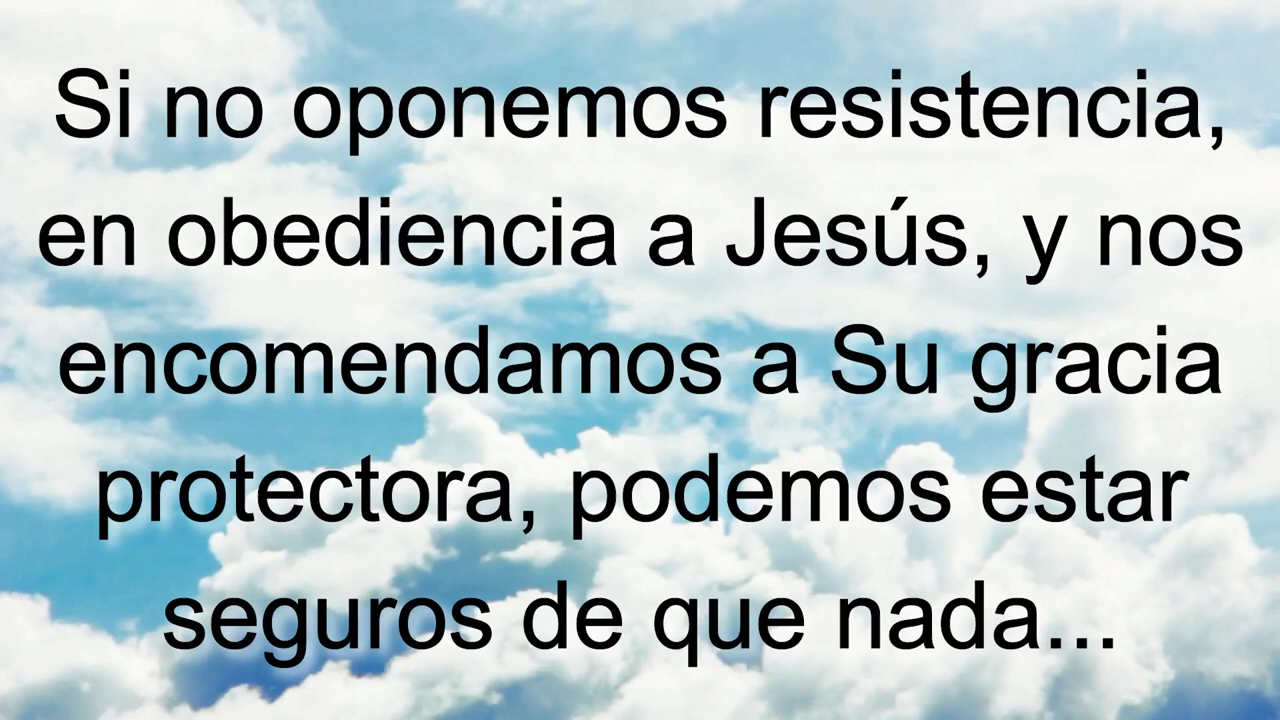 Si no oponemos resistencia,
en obediencia a Jesús, y nos
encomendamos a Su gracia
protectora, podemos estar
seguros de que nada...